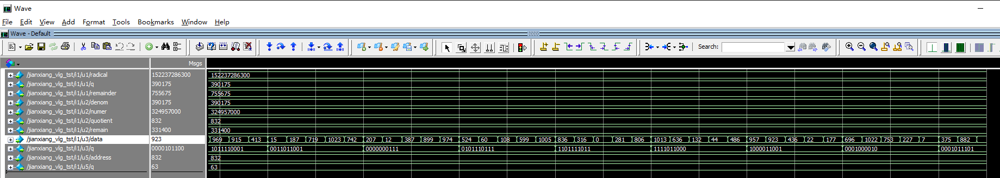 Wave
File Edit View Add Format Tools Bookmarks Window Help
Wave - Default
Search:
Msgs
/jianxiang_vlg_tst/i1/u1/radical 152237286300 152237286300
/jianxiang_vlg_tst/i1/u1/q 390175 390175
/jianxiang_vlg_tst/i1/u1/remainder 755675 755675
/jianxiang_vlg_tst/i1/u2/denom 390175 390175
/jianxiang_vlg_tst/i1/u2/numer 324957000 324957000
/jianxiang_vlg_tst/i1/u2/quotient 832 832
/jianxiang_vlg_tst/i1/u2/remain 331400 331400
/jianxiang_vlg_tst/i1/u3/data 923 969 915 413 15 187 719 1023 742 207 12 387 899 974 524 60 108 599 1005 836 316 0 281 806 1013 636 132 44 486 957 923 436 22 177 696 1022 753 227 7 375 882
/jianxiang_vlg_tst/i1/u3/q 0000101100 1011110001 0011011001 0000000111 0101110111 1101111011 1111011000 1000011001 0001000010 0001011101
/jianxiang_vlg_tst/i1/u5/address 832 832
/jianxiang_vlg_tst/i1/u5/q 63 63